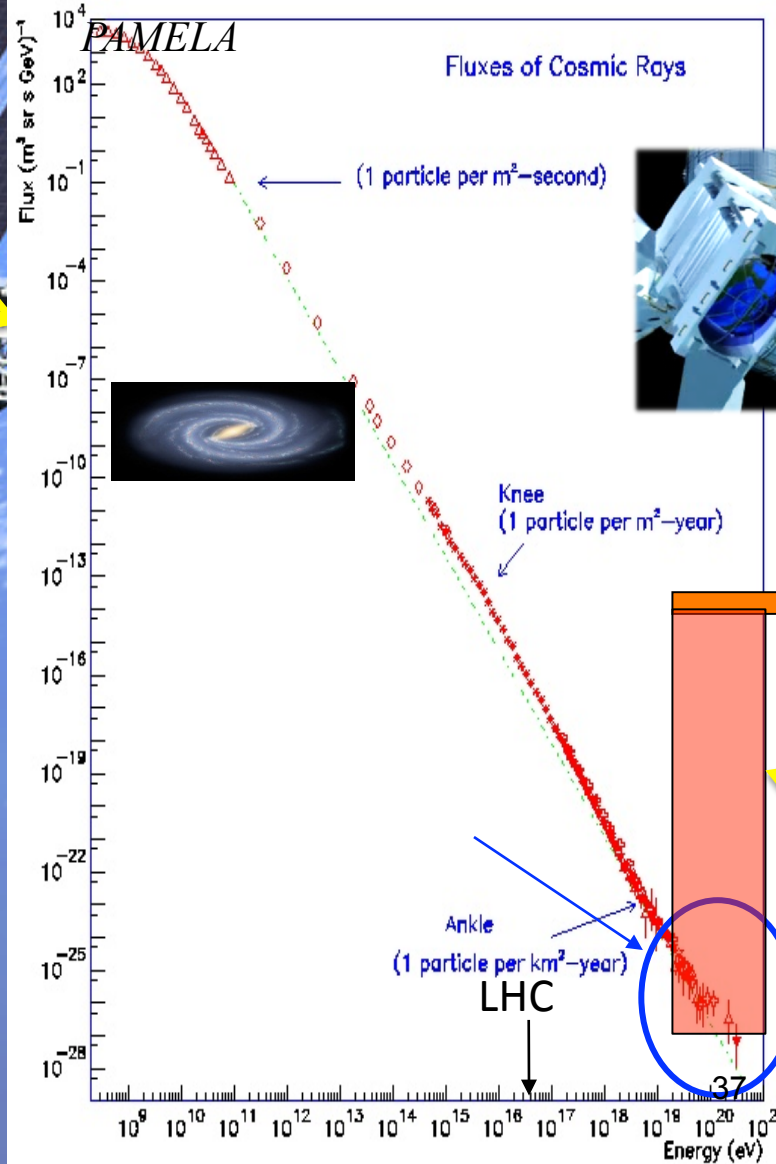 PAMELA
Fluxes of Cosmic Rays
Flux (m² sr s GeV)⁻¹
10⁴
10²
10⁻¹
10⁻⁴
10⁻⁷
10⁻¹⁰
10⁻¹³
10⁻¹⁶
10⁻¹⁹
10⁻²²
10⁻²⁵
10⁻²⁸
(1 particle per m²–second)
Knee
(1 particle per m²–year)
Ankle
(1 particle per km²–year)
LHC
37
10⁹ 10¹⁰ 10¹¹ 10¹² 10¹³ 10¹⁴ 10¹⁵ 10¹⁶ 10¹⁷ 10¹⁸ 10¹⁹ 10²⁰
Energy (eV)